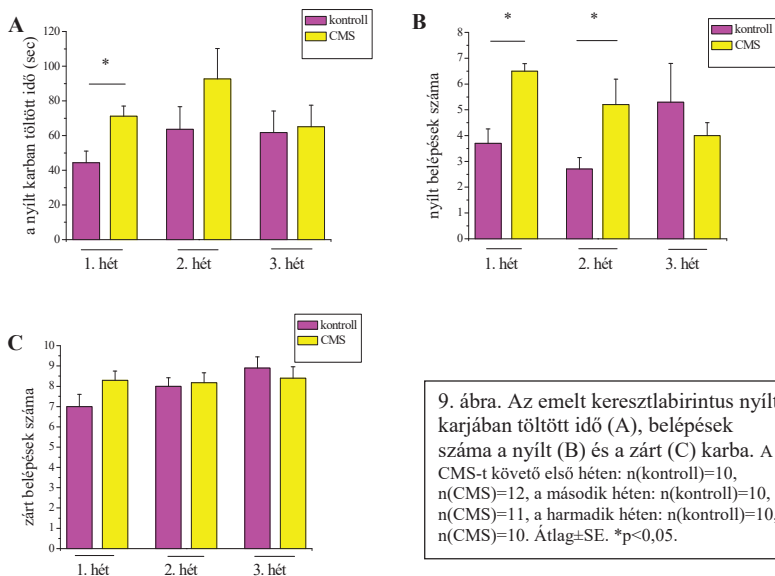 A
kontroll
CMS
a nyílt karban töltött idő (sec)
120
100
80
60
40
20
0
*
1. hét
2. hét
3. hét
B
kontroll
CMS
nyílt belépések száma
8
7
6
5
4
3
2
1
0
*
*
1. hét
2. hét
3. hét
C
kontroll
CMS
zárt belépések száma
10
9
8
7
6
5
4
3
2
1
0
1. hét
2. hét
3. hét
9. ábra. Az emelt keresztlabirintus nyílt
karjában töltött idő (A), belépések
száma a nyílt (B) és a zárt (C) karba. A
CMS-t követő első héten: n(kontroll)=10,
n(CMS)=12, a második héten: n(kontroll)=10,
n(CMS)=11, a harmadik héten: n(kontroll)=10,
n(CMS)=10. Átlag±SE. *p<0,05.